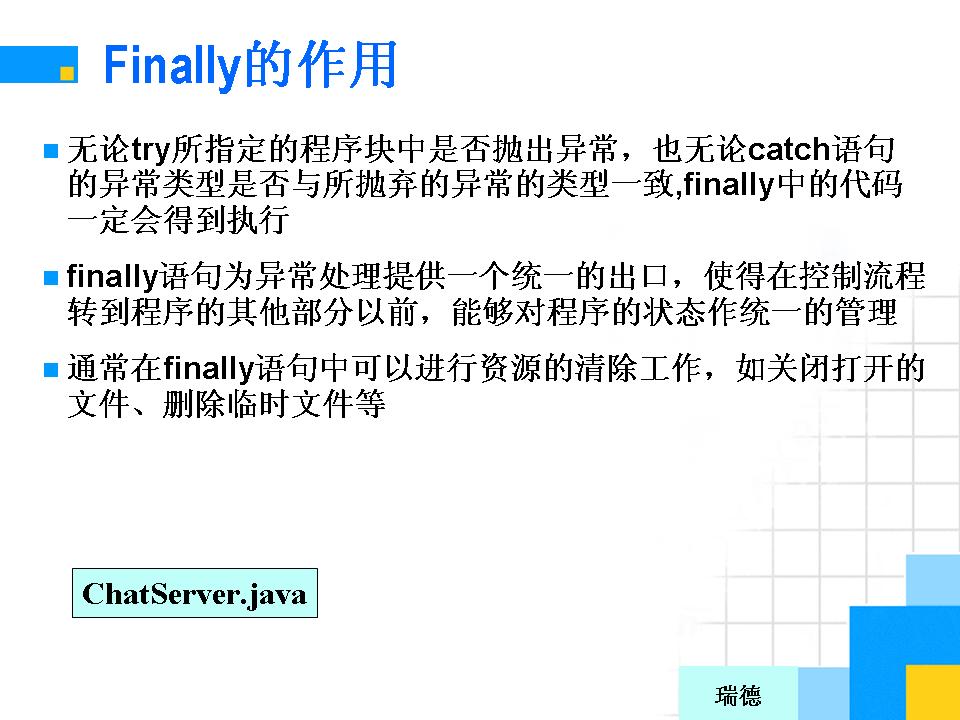 Finally的作用
无论try所指定的程序块中是否抛出异常，也无论catch语句
的异常类型是否与所抛弃的异常的类型一致,finally中的代码
一定会得到执行
finally语句为异常处理提供一个统一的出口，使得在控制流程
转到程序的其他部分以前，能够对程序的状态作统一的管理
通常在finally语句中可以进行资源的清除工作，如关闭打开的
文件、删除临时文件等
ChatServer.java
瑞德